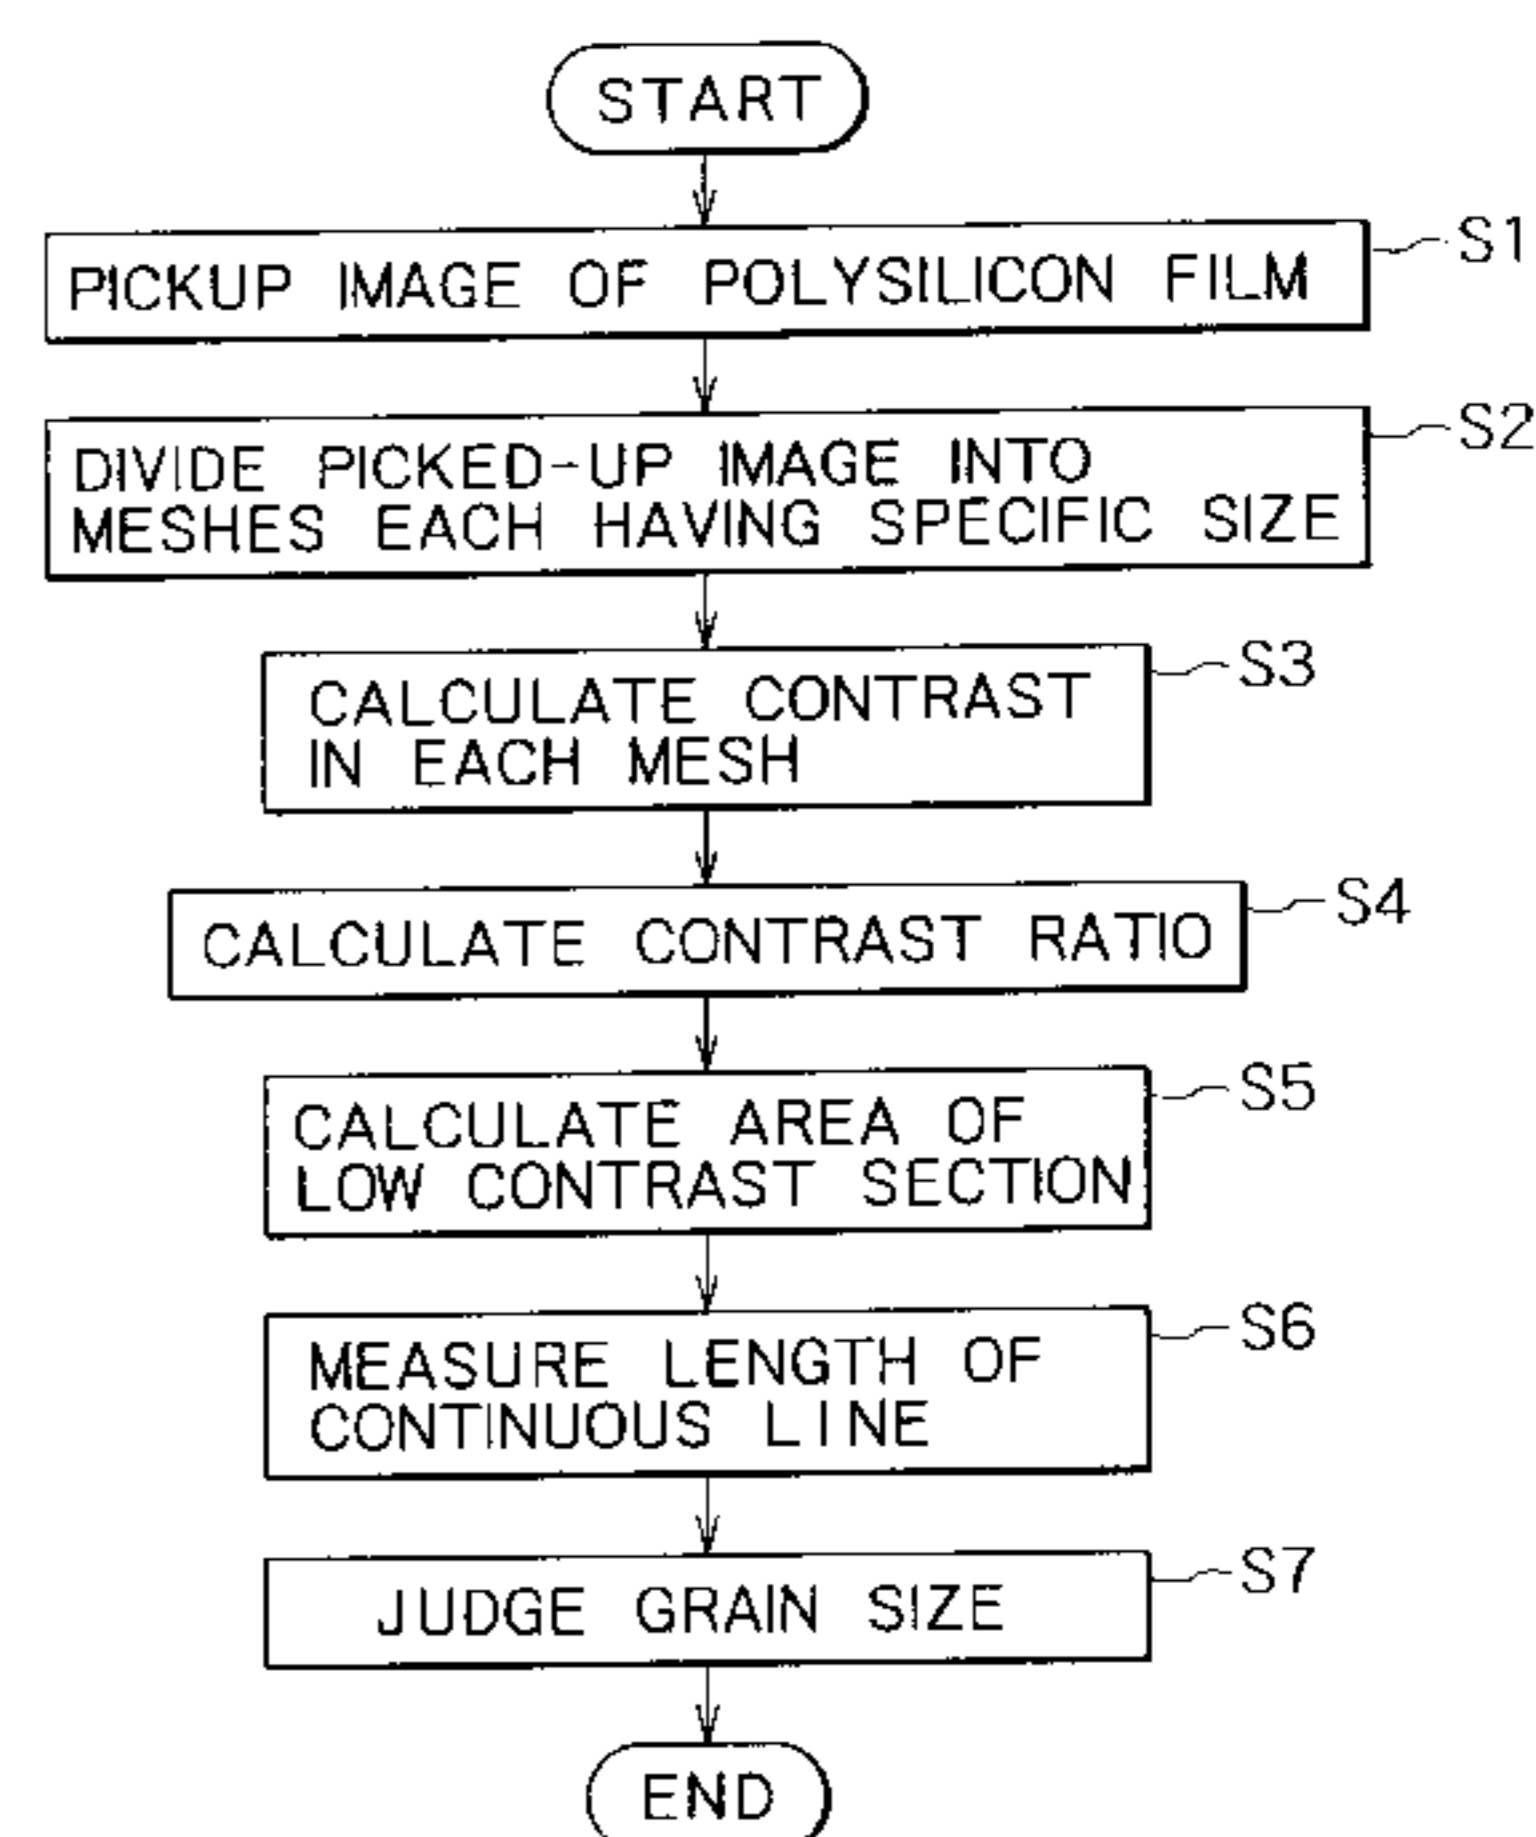 START
PICKUP IMAGE OF POLYSILICON FILM
S1
DIVIDE PICKED-UP IMAGE INTO
MESHES EACH HAVING SPECIFIC SIZE
S2
CALCULATE CONTRAST
IN EACH MESH
S3
CALCULATE CONTRAST RATIO
S4
CALCULATE AREA OF
LOW CONTRAST SECTION
S5
MEASURE LENGTH OF
CONTINUOUS LINE
S6
JUDGE GRAIN SIZE
S7
END